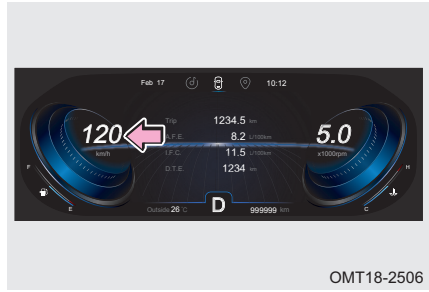 Feb 17 10:12
Trip 1234.5 km
A.F.E. 8.2 L/100km
I.F.C. 11.5 L/100km
D.T.E. 1234 km
120
km/h
5.0
x1000rpm
F
E
H
C
Outside 26°C
D
999999 km
OMT18-2506